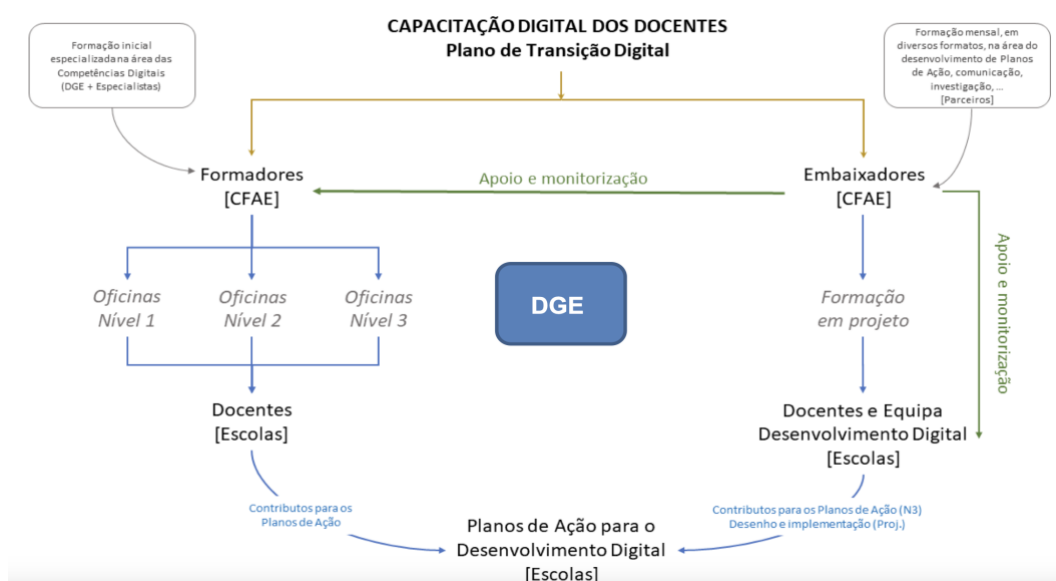 CAPACITAÇÃO DIGITAL DOS DOCENTES
Plano de Transição Digital
Formação inicial
especializada na área das
Competências Digitais
(DGE + Especialistas)
Formação mensal, em
diversos formatos, na área do
desenvolvimento de Planos
de Ação, comunicação,
investigação, ...
[Parceiros]
Formadores
[CFAE]
Apoio e monitorização
Embaixadores
[CFAE]
Apoio e monitorização
Oficinas
Nível 1
Oficinas
Nível 2
Oficinas
Nível 3
DGE
Formação
em projeto
Docentes
[Escolas]
Docentes e Equipa
Desenvolvimento Digital
[Escolas]
Contributos para os
Planos de Ação
Contributos para os Planos de Ação (N3)
Desenho e implementação (Proj.)
Planos de Ação para o
Desenvolvimento Digital
[Escolas]